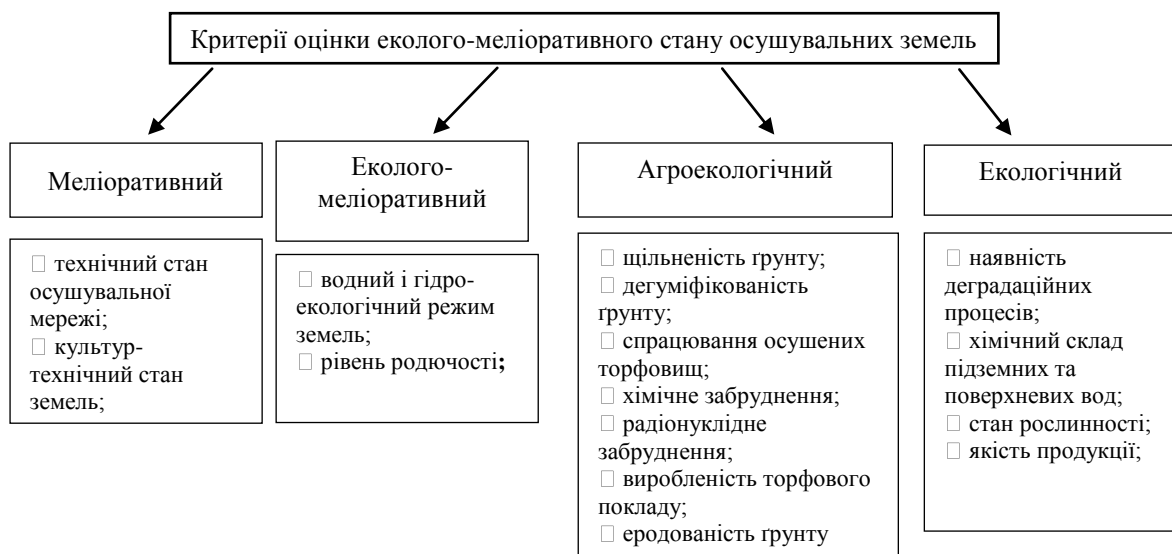 Критерії оцінки еколого-меліоративного стану осушувальних земель
Меліоративний
□ технічний стан
осушувальної
мережі;
□ культур-
технічний стан
земель;
Еколого-
меліоративний
□ водний і гідро-
екологічний режим
земель;
□ рівень родючості;
Агроекологічний
□ щільненість ґрунту;
□ дегуміфікованість
ґрунту;
□ спрацювання осушених
торфовищ;
□ хімічне забруднення;
□ радіонуклідне
забруднення;
□ виробленість торфового
покладу;
□ еродованість ґрунту
Екологічний
□ наявність
деградаційних
процесів;
□ хімічний склад
підземних та
поверхневих вод;
□ стан рослинності;
□ якість продукції;